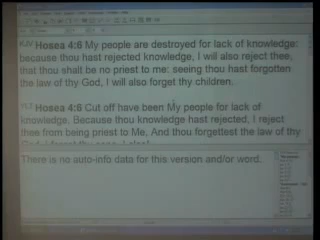 Hosea 4:6 My people are destroyed for lack of knowledge:
because thou hast rejected knowledge, I will also reject thee,
that thou shalt be no priest to me: seeing thou hast forgotten
the law of thy God, I will also forget thy children.
Hosea 4:6 Cut off have been My people for lack of
knowledge, Because thou knowledge hast rejected, I reject
thee from being priest to Me, And thou forgettest the law of thy
There is no auto-info data for this version and/or word.